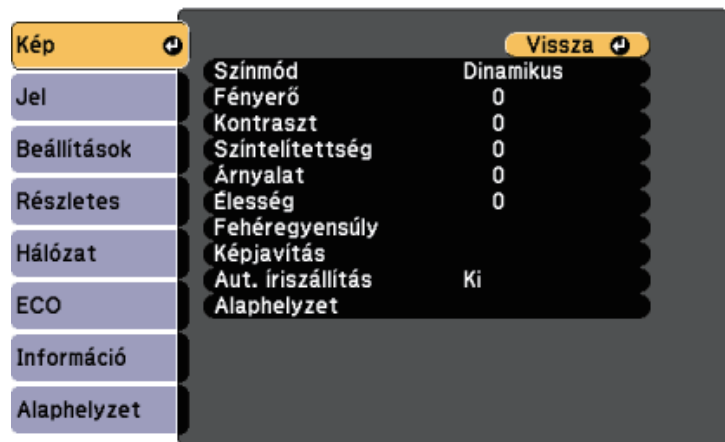 Kép
Jel
Beállítások
Részletes
Hálózat
ECO
Információ
Alaphelyzet
Vissza
Színmód Dinamikus
Fényerő 0
Kontraszt 0
Színtelítettség 0
Árnyalat 0
Élesség 0
Fehéregyensúly
Képjavítás
Aut. íriszállítás Ki
Alaphelyzet